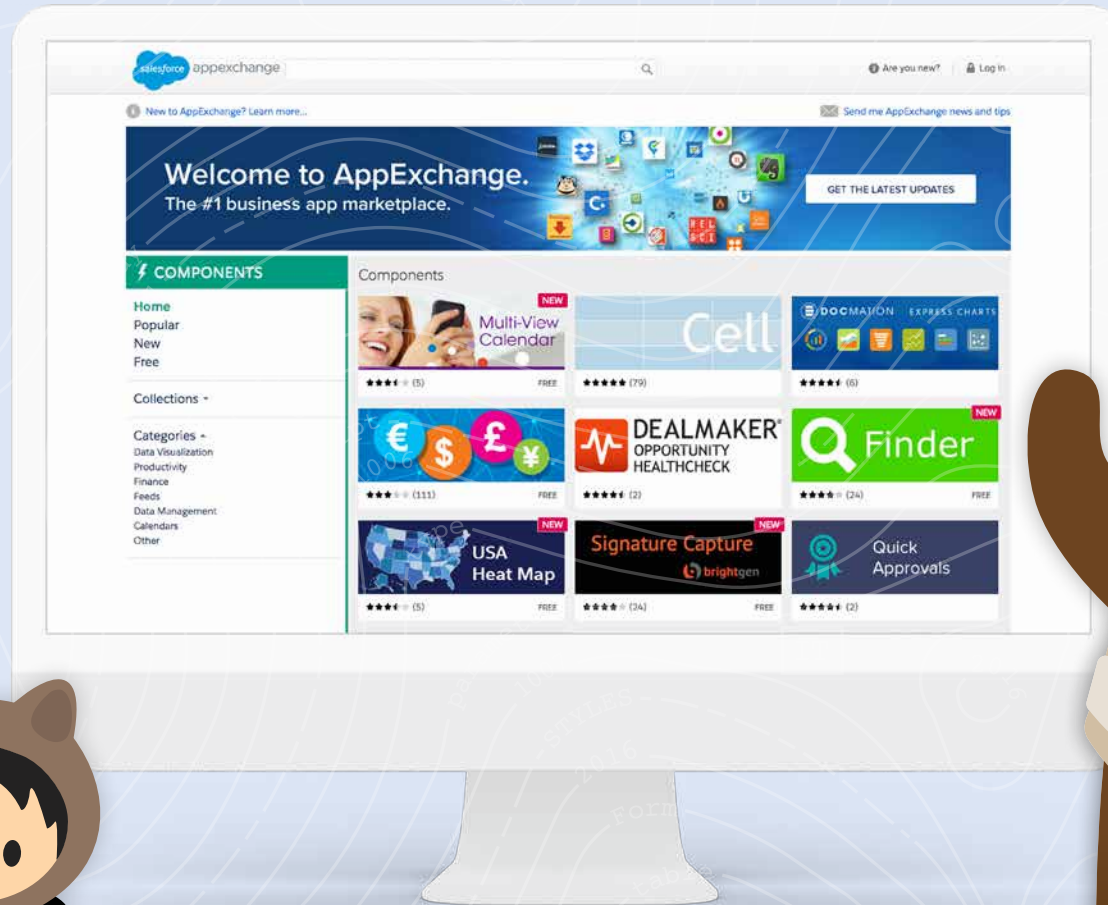 salesforce appexchange
Are you new?
Log in
New to AppExchange? Learn more...
Send me AppExchange news and tips
Welcome to AppExchange.
The #1 business app marketplace.
GET THE LATEST UPDATES
COMPONENTS
Home
Popular
New
Free
Collections
Categories
Data Visualization
Productivity
Finance
Feeds
Data Management
Calendars
Other
Components
NEW
Multi-View
Calendar
(5)
FREE
Cell
(79)
DOCMATION EXPRESS CHARTS
(6)
€ $ £ ¥
(111)
FREE
DEALMAKER®
OPPORTUNITY
HEALTHCHECK
(2)
NEW
Finder
(24)
FREE
NEW
USA
Heat Map
(5)
FREE
NEW
Signature Capture
brightgen
(24)
FREE
Quick
Approvals
(2)
STYLES
2016
Form